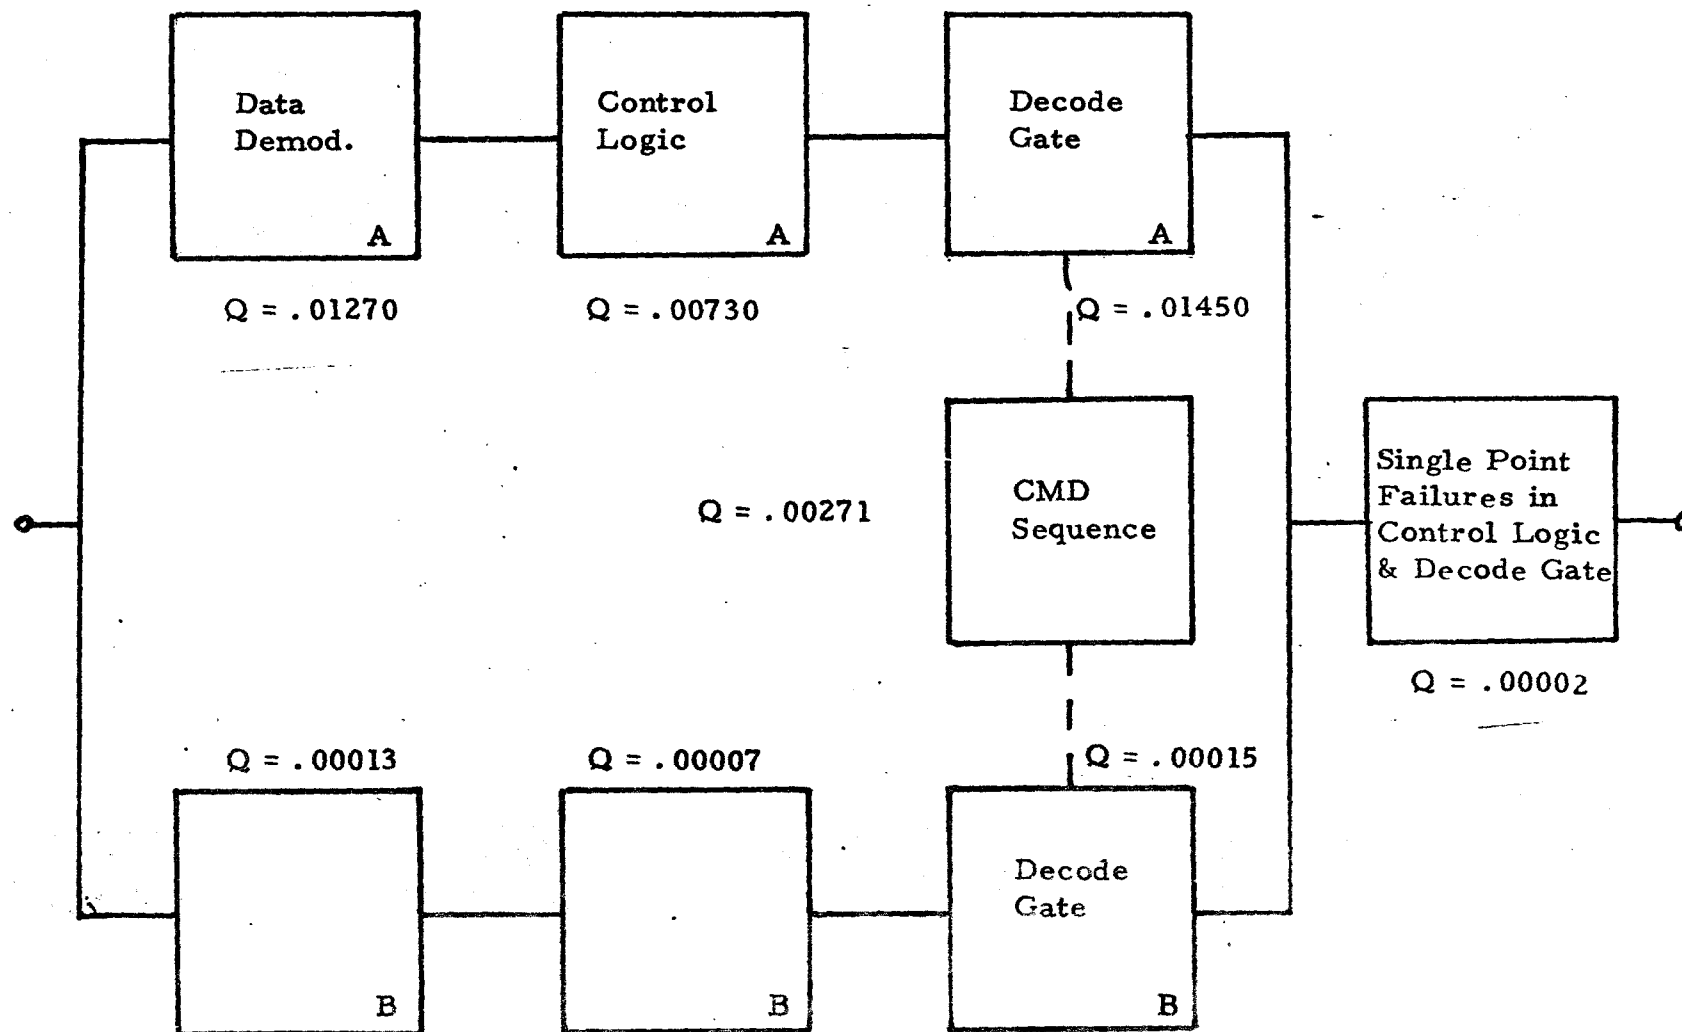 Data
Demod.
A
Control
Logic
A
Decode
Gate
A
Q = .01270
Q = .00730
Q = .01450
Q = .00271
CMD
Sequence
Single Point
Failures in
Control Logic
& Decode Gate
Q = .00002
Q = .00013
Q = .00007
Q = .00015
B
B
Decode
Gate
B